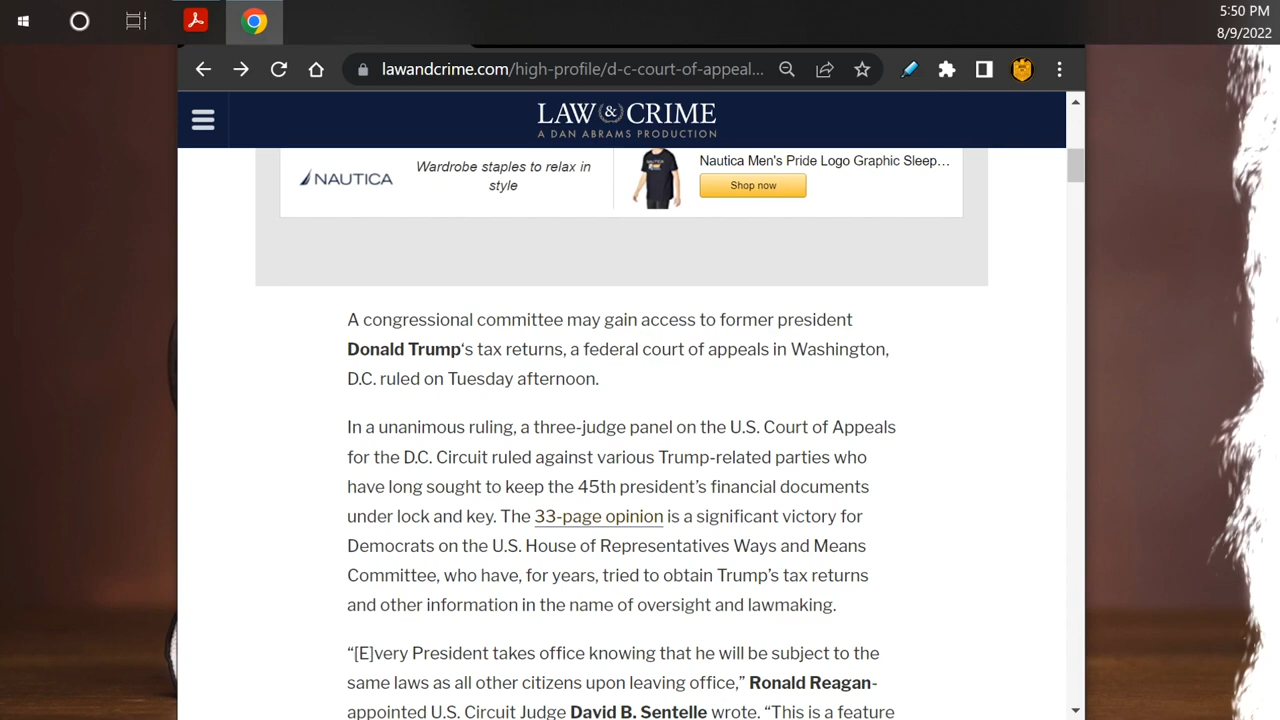 5:50 PM
8/9/2022
lawandcrime.com/high-profile/d-c-court-of-appeal...
LAW & CRIME
A DAN ABRAMS PRODUCTION
NAUTICA
Wardrobe staples to relax in
style
Nautica Men's Pride Logo Graphic Sleep...
Shop now
A congressional committee may gain access to former president
Donald Trump‘s tax returns, a federal court of appeals in Washington,
D.C. ruled on Tuesday afternoon.
In a unanimous ruling, a three-judge panel on the U.S. Court of Appeals
for the D.C. Circuit ruled against various Trump-related parties who
have long sought to keep the 45th president’s financial documents
under lock and key. The 33-page opinion is a significant victory for
Democrats on the U.S. House of Representatives Ways and Means
Committee, who have, for years, tried to obtain Trump’s tax returns
and other information in the name of oversight and lawmaking.
“[E]very President takes office knowing that he will be subject to the
same laws as all other citizens upon leaving office,” Ronald Reagan-
appointed U.S. Circuit Judge David B. Sentelle wrote. “This is a feature